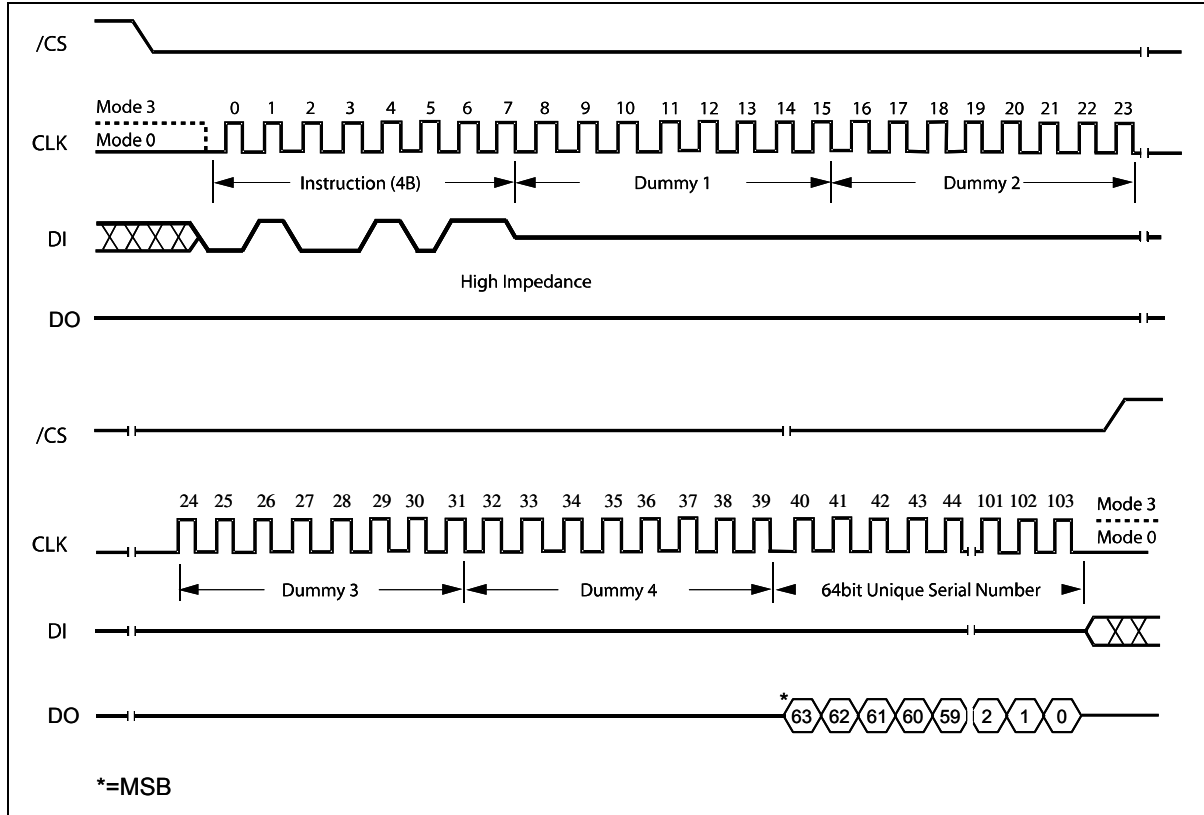 /CS
Mode 3
0 1 2 3 4 5 6 7 8 9 10 11 12 13 14 15 16 17 18 19 20 21 22 23
CLK
Mode 0
Instruction (4B) Dummy 1 Dummy 2
DI
High Impedance
DO
/CS
24 25 26 27 28 29 30 31 32 33 34 35 36 37 38 39 40 41 42 43 44 101 102 103
Mode 3
CLK
Mode 0
Dummy 3 Dummy 4 64bit Unique Serial Number
DI
DO
* 63 62 61 60 59 2 1 0
*=MSB